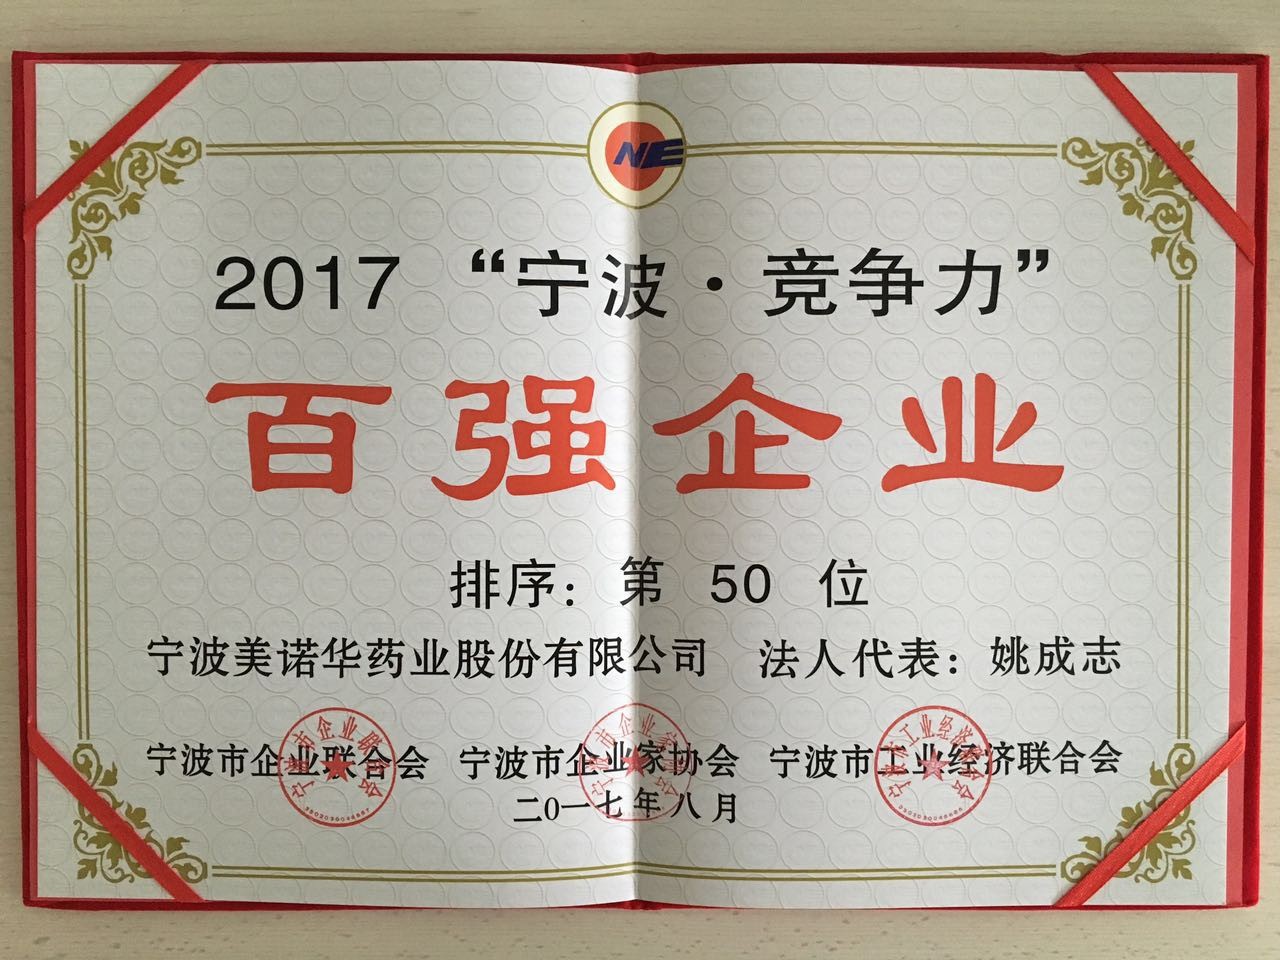 NE
2017 “宁波·竞争力”
百强企业
排序：第 50 位
宁波美诺华药业股份有限公司 法人代表：姚成志
宁波市企业联合会 宁波市企业家协会 宁波市工业经济联合会
二0一七年八月